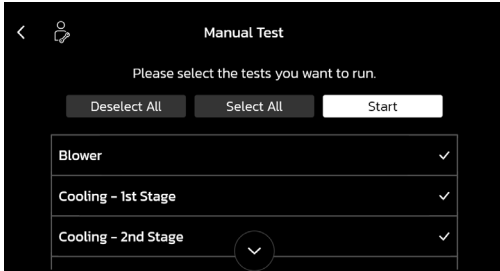 Manual Test
Please select the tests you want to run.
Deselect All Select All Start
Blower
Cooling - 1st Stage
Cooling - 2nd Stage